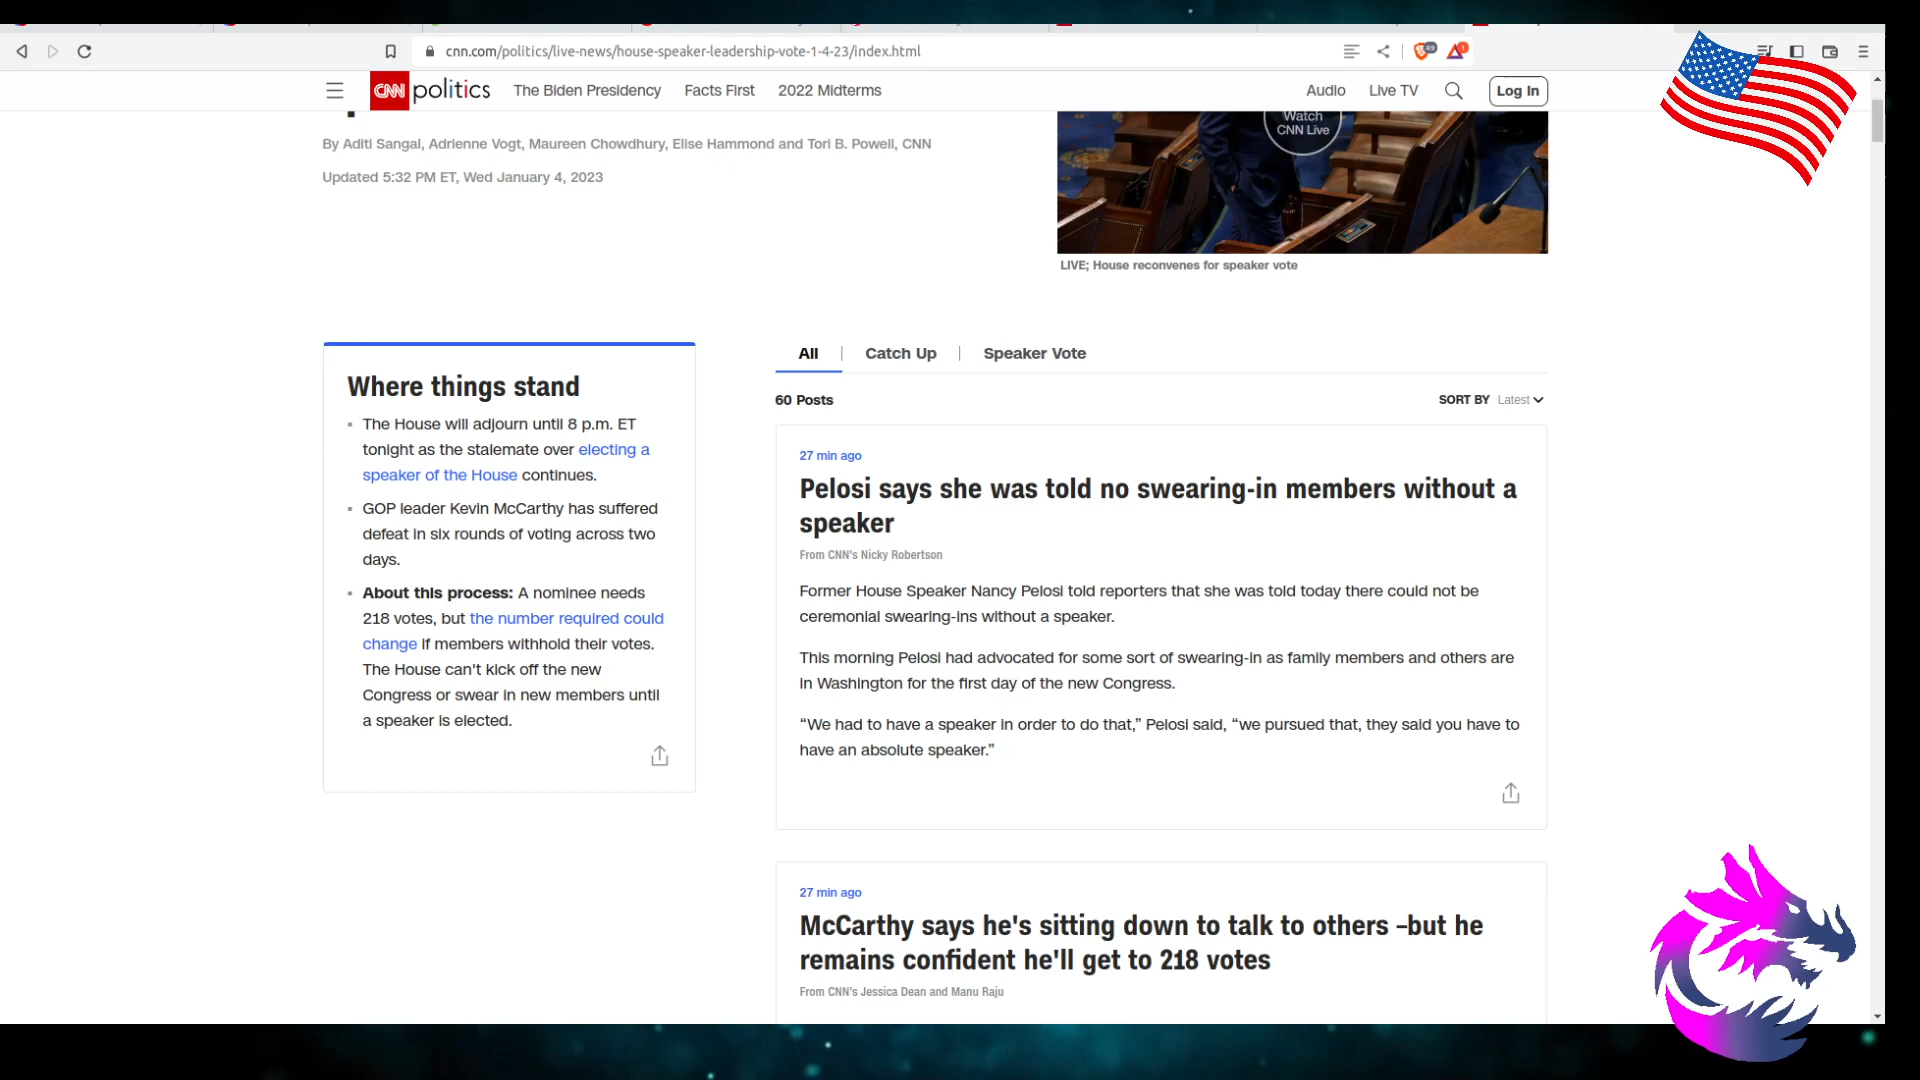 cnn.com/politics/live-news/house-speaker-leadership-vote-1-4-23/index.html
49
1
CNN politics
The Biden Presidency
Facts First
2022 Midterms
Audio
Live TV
Log In
By Aditi Sangal, Adrienne Vogt, Maureen Chowdhury, Elise Hammond and Tori B. Powell, CNN
Updated 5:32 PM ET, Wed January 4, 2023
Watch
CNN Live
LIVE; House reconvenes for speaker vote
Where things stand
The House will adjourn until 8 p.m. ET
tonight as the stalemate over electing a
speaker of the House continues.
GOP leader Kevin McCarthy has suffered
defeat in six rounds of voting across two
days.
About this process: A nominee needs
218 votes, but the number required could
change if members withhold their votes.
The House can't kick off the new
Congress or swear in new members until
a speaker is elected.
All | Catch Up | Speaker Vote
60 Posts
SORT BY Latest
27 min ago
Pelosi says she was told no swearing-in members without a
speaker
From CNN's Nicky Robertson
Former House Speaker Nancy Pelosi told reporters that she was told today there could not be
ceremonial swearing-ins without a speaker.
This morning Pelosi had advocated for some sort of swearing-in as family members and others are
in Washington for the first day of the new Congress.
“We had to have a speaker in order to do that,” Pelosi said, “we pursued that, they said you have to
have an absolute speaker.”
27 min ago
McCarthy says he's sitting down to talk to others –but he
remains confident he'll get to 218 votes
From CNN's Jessica Dean and Manu Raju